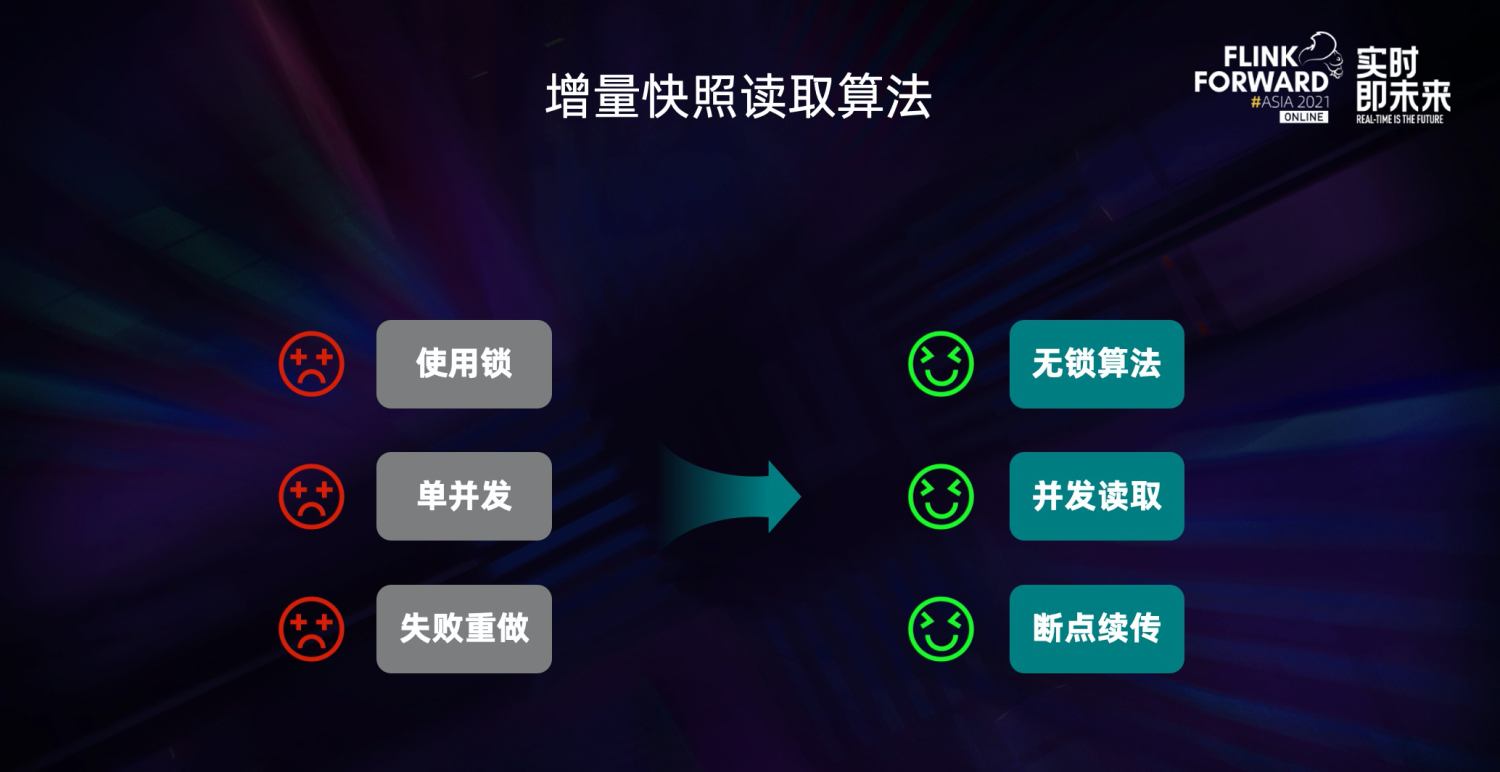 增量快照读取算法
FLINK
FORWARD
#ASIA 2021
ONLINE
实时
即未来
REAL-TIME IS THE FUTURE
使用锁
无锁算法
单并发
并发读取
失败重做
断点续传